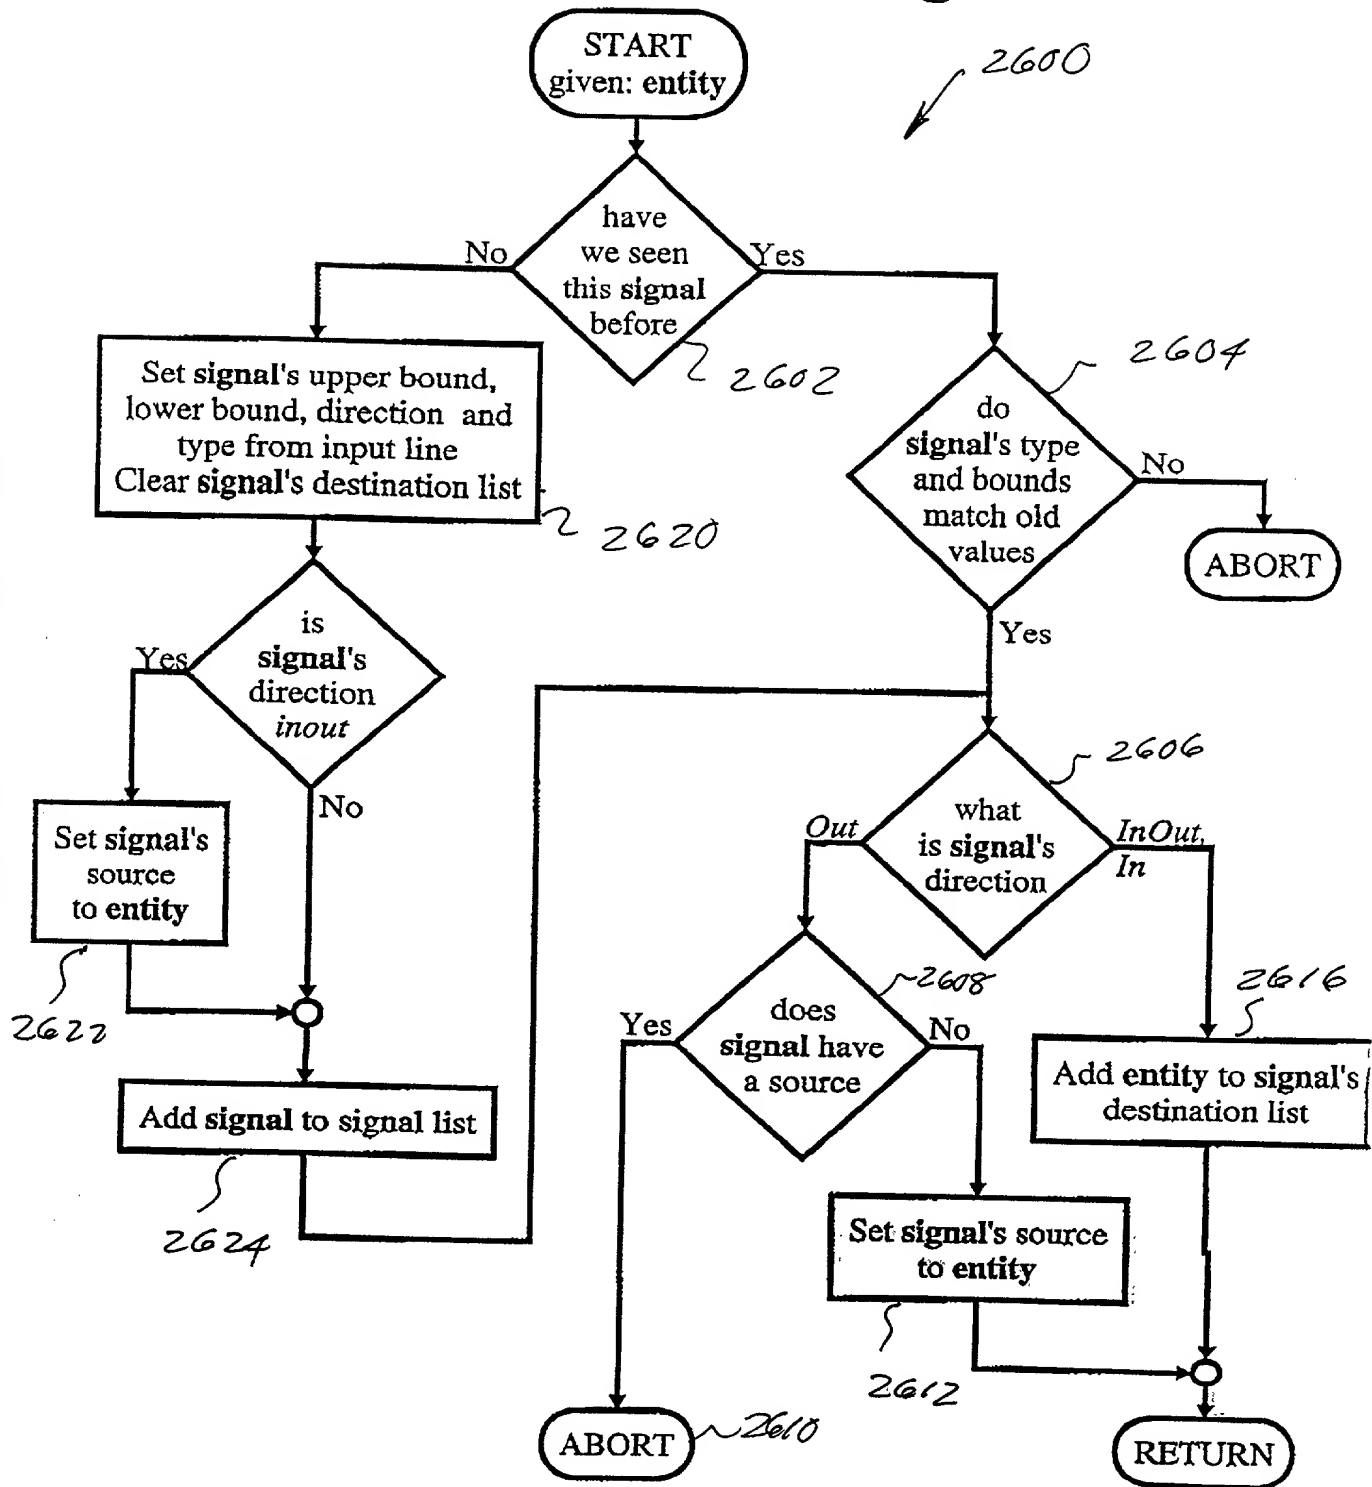 START
given: entity
2600
have
we seen
this signal
before
No
Yes
2602
2604
Set signal's upper bound,
lower bound, direction and
type from input line
Clear signal's destination list
2620
do
signal's type
and bounds
match old
values
No
ABORT
Yes
is
signal's
direction
inout
Yes
No
Set signal's
source
to entity
2622
Add signal to signal list
2624
what
is signal's
direction
2606
Out
InOut,
In
does
signal have
a source
2608
Yes
No
2616
Add entity to signal's
destination list
Set signal's source
to entity
2612
ABORT
2610
RETURN